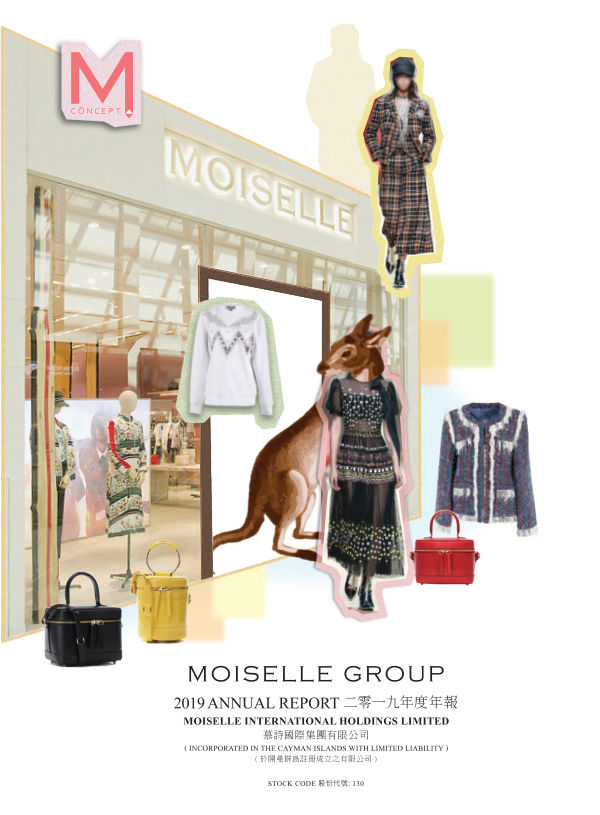 M
CÖNCEPT
MOISELLE
MOISELLE GROUP
2019 ANNUAL REPORT 二零一九年度年報
MOISELLE INTERNATIONAL HOLDINGS LIMITED
慕詩國際集團有限公司
( INCORPORATED IN THE CAYMAN ISLANDS WITH LIMITED LIABILITY )
( 於開曼群島註冊成立之有限公司 )
STOCK CODE 股份代號: 130